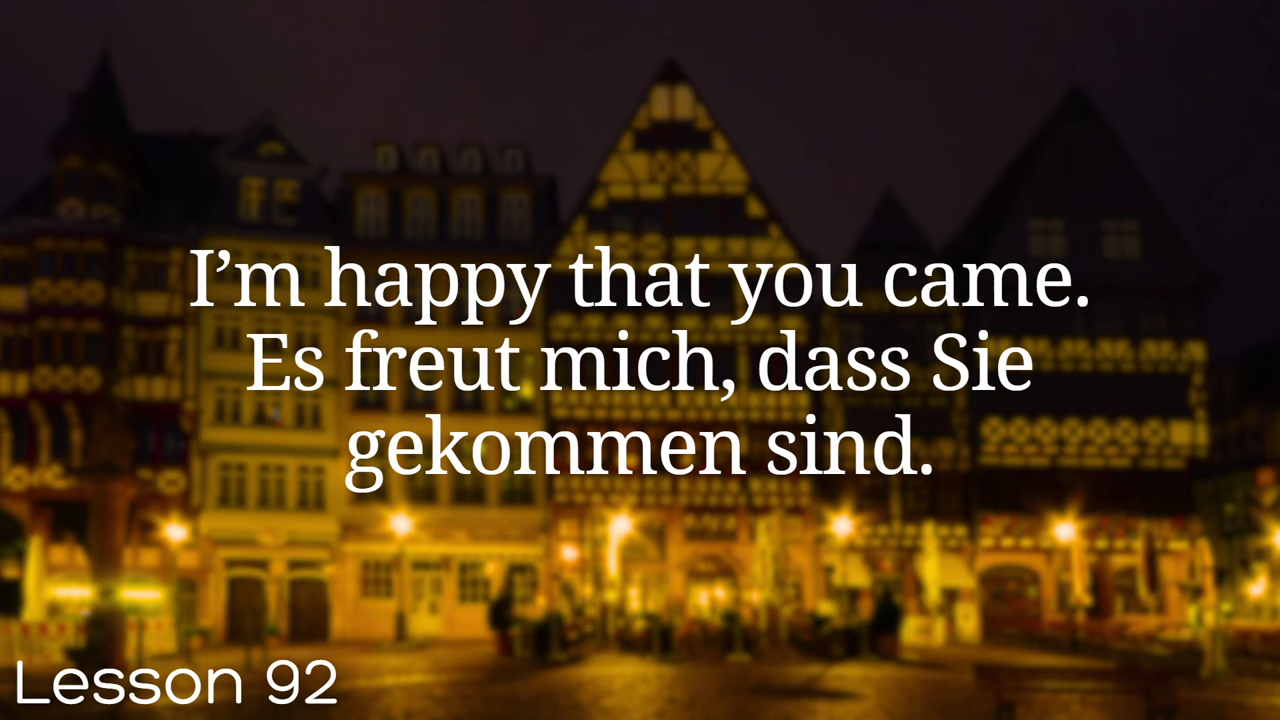 I’m happy that you came.
Es freut mich, dass Sie
gekommen sind.
Lesson 92